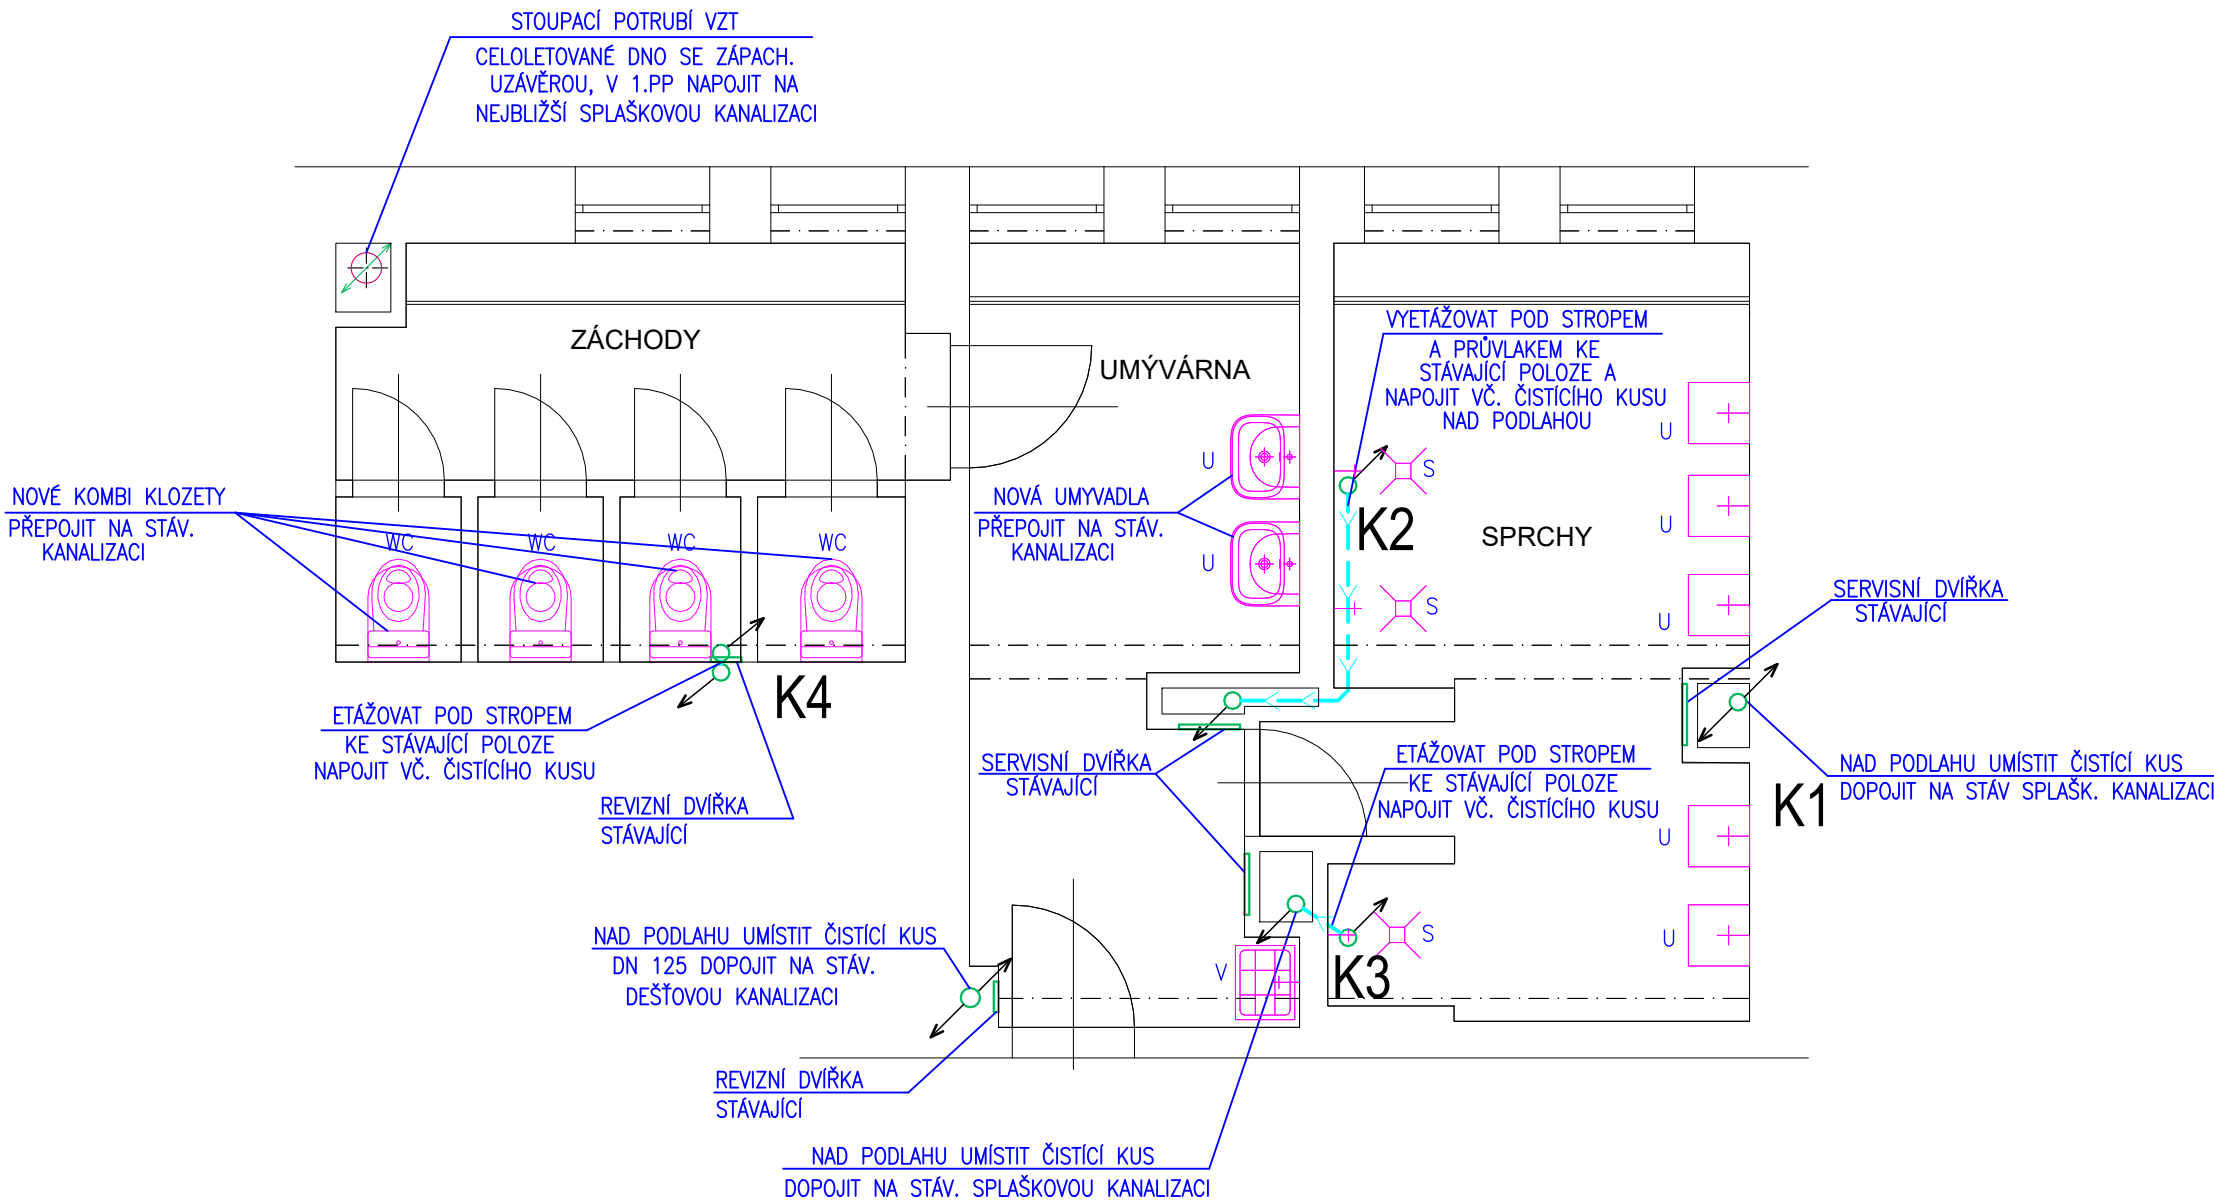 STOUPACÍ POTRUBÍ VZT
CELOLETOVANÉ DNO SE ZÁPACH.
UZÁVĚROU, V 1.PP NAPOJIT NA
NEJBLIŽŠÍ SPLAŠKOVOU KANALIZACI
ZÁCHODY
UMÝVÁRNA
VYETÁŽOVAT POD STROPEM
A PRŮVLAKEM KE
STÁVAJÍCÍ POLOZE A
NAPOJIT VČ. ČISTÍCÍHO KUSU
NAD PODLAHOU
U
U
S
NOVÉ KOMBI KLOZETY
PŘEPOJIT NA STÁV.
KANALIZACI
NOVÁ UMYVADLA
PŘEPOJIT NA STÁV.
KANALIZACI
K2
SPRCHY
U
WC
WC
WC
WC
U
S
U
SERVISNÍ DVÍŘKA
STÁVAJÍCÍ
K4
ETÁŽOVAT POD STROPEM
KE STÁVAJÍCÍ POLOZE
NAPOJIT VČ. ČISTÍCÍHO KUSU
REVIZNÍ DVÍŘKA
STÁVAJÍCÍ
SERVISNÍ DVÍŘKA
STÁVAJÍCÍ
ETÁŽOVAT POD STROPEM
KE STÁVAJÍCÍ POLOZE
NAPOJIT VČ. ČISTÍCÍHO KUSU
NAD PODLAHU UMÍSTIT ČISTÍCÍ KUS
DOPOJIT NA STÁV SPLAŠK. KANALIZACI
K1
U
NAD PODLAHU UMÍSTIT ČISTÍCÍ KUS
DN 125 DOPOJIT NA STÁV.
DEŠŤOVOU KANALIZACI
S
U
V
K3
REVIZNÍ DVÍŘKA
STÁVAJÍCÍ
NAD PODLAHU UMÍSTIT ČISTÍCÍ KUS
DOPOJIT NA STÁV. SPLAŠKOVOU KANALIZACI